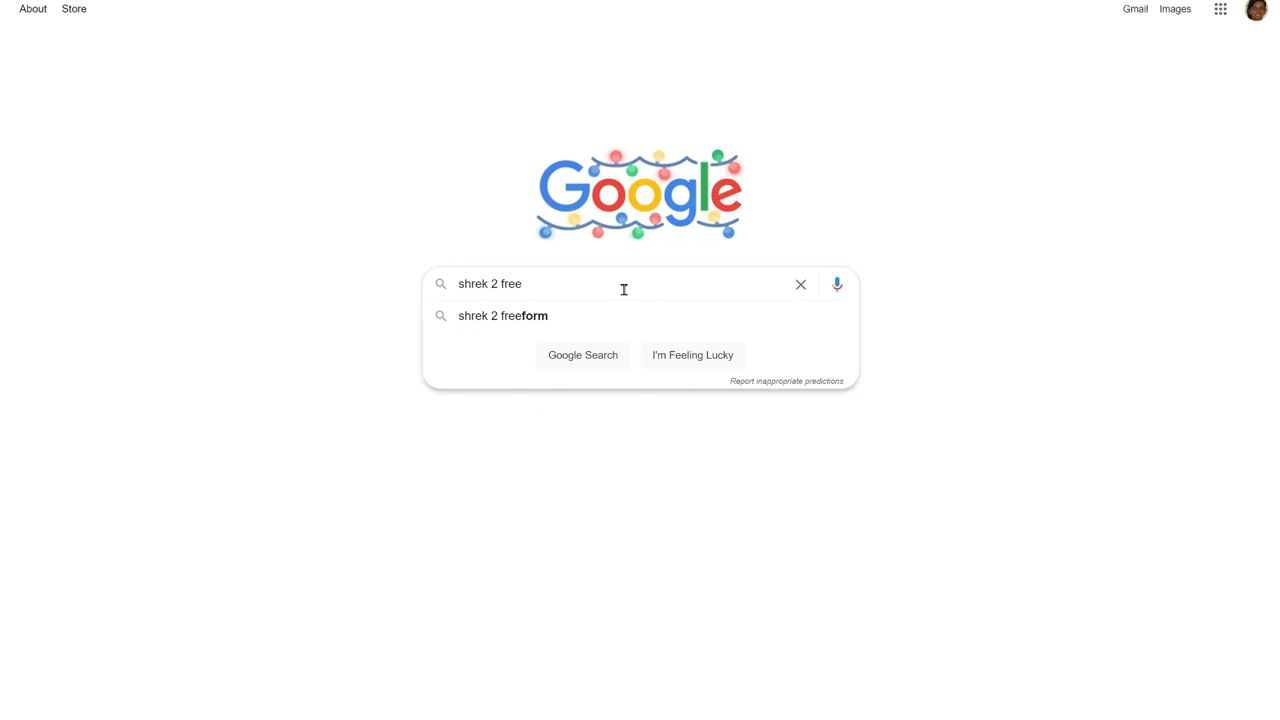 About Store
Gmail Images
Google
shrek 2 free
shrek 2 freeform
Google Search I'm Feeling Lucky
Report inappropriate predictions